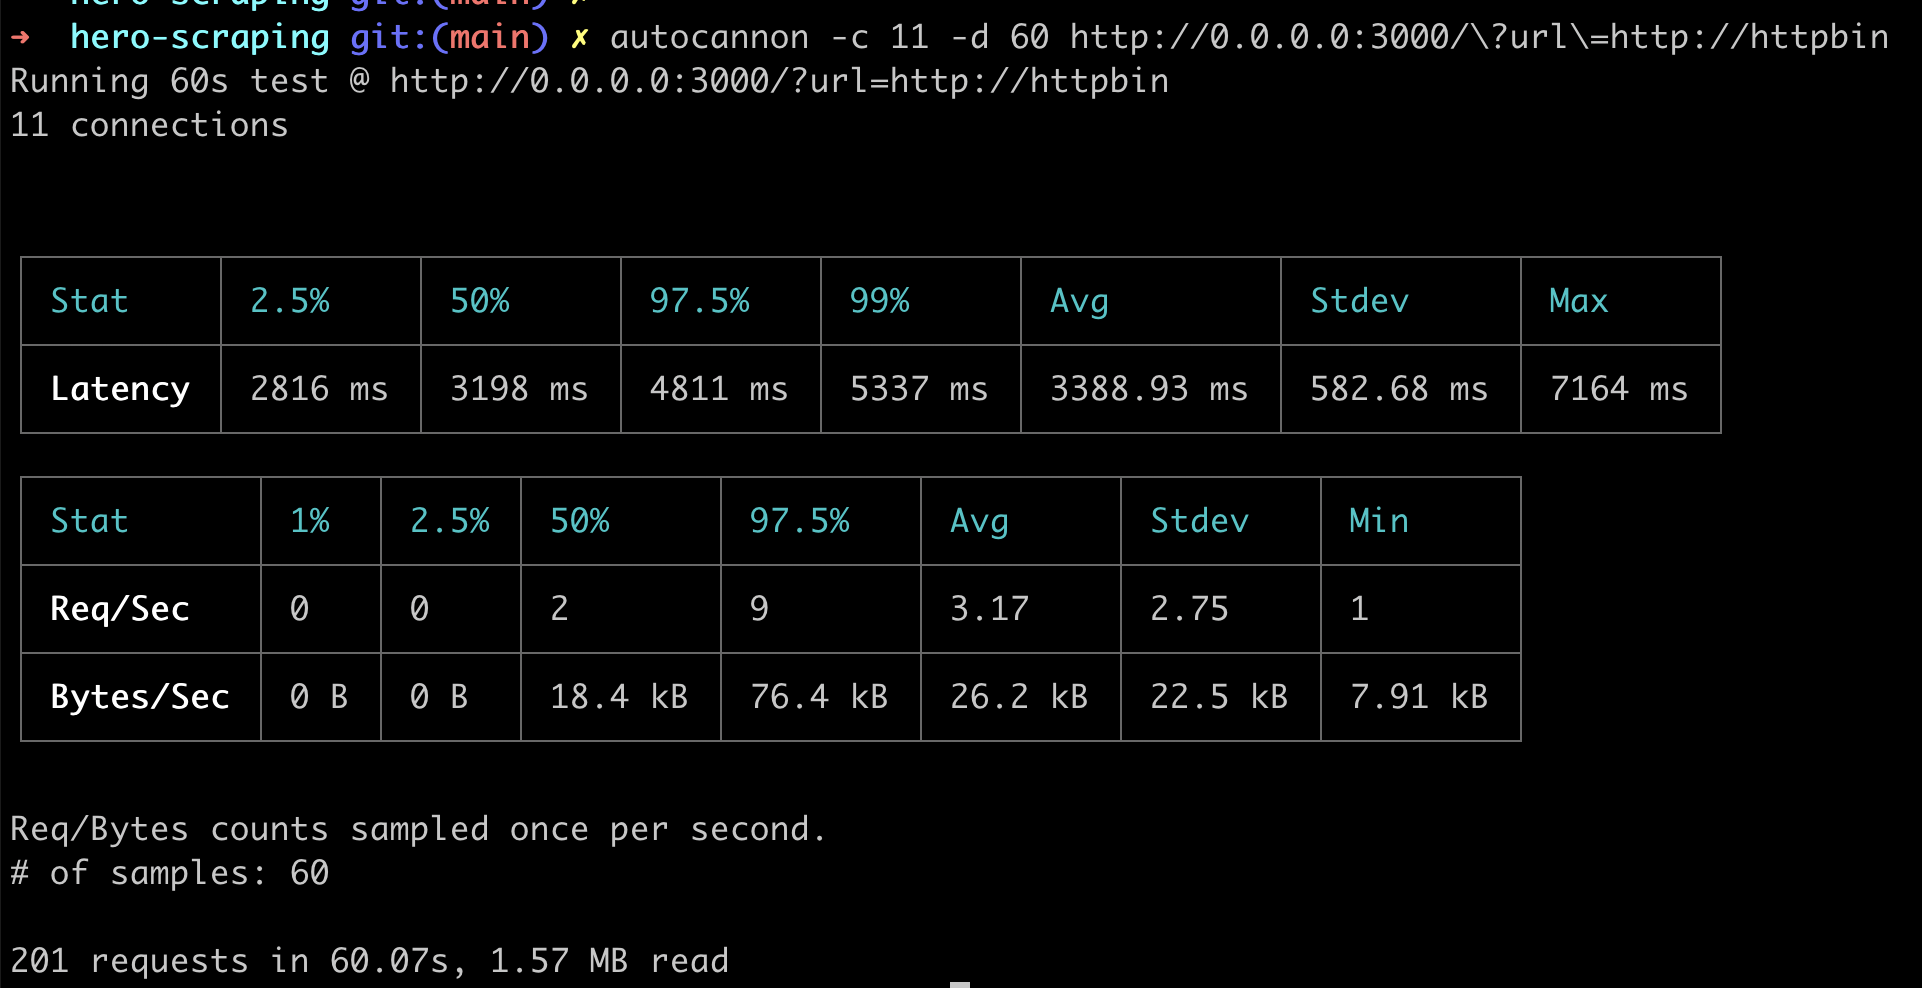 hero-scraping git:(main) ✗
➜ hero-scraping git:(main) ✗ autocannon -c 11 -d 60 http://0.0.0.0:3000/\?url\=http://httpbin
Running 60s test @ http://0.0.0.0:3000/?url=http://httpbin
11 connections
Stat 2.5% 50% 97.5% 99% Avg Stdev Max
Latency 2816 ms 3198 ms 4811 ms 5337 ms 3388.93 ms 582.68 ms 7164 ms
Stat 1% 2.5% 50% 97.5% Avg Stdev Min
Req/Sec 0 0 2 9 3.17 2.75 1
Bytes/Sec 0 B 0 B 18.4 kB 76.4 kB 26.2 kB 22.5 kB 7.91 kB
Req/Bytes counts sampled once per second.
# of samples: 60
201 requests in 60.07s, 1.57 MB read